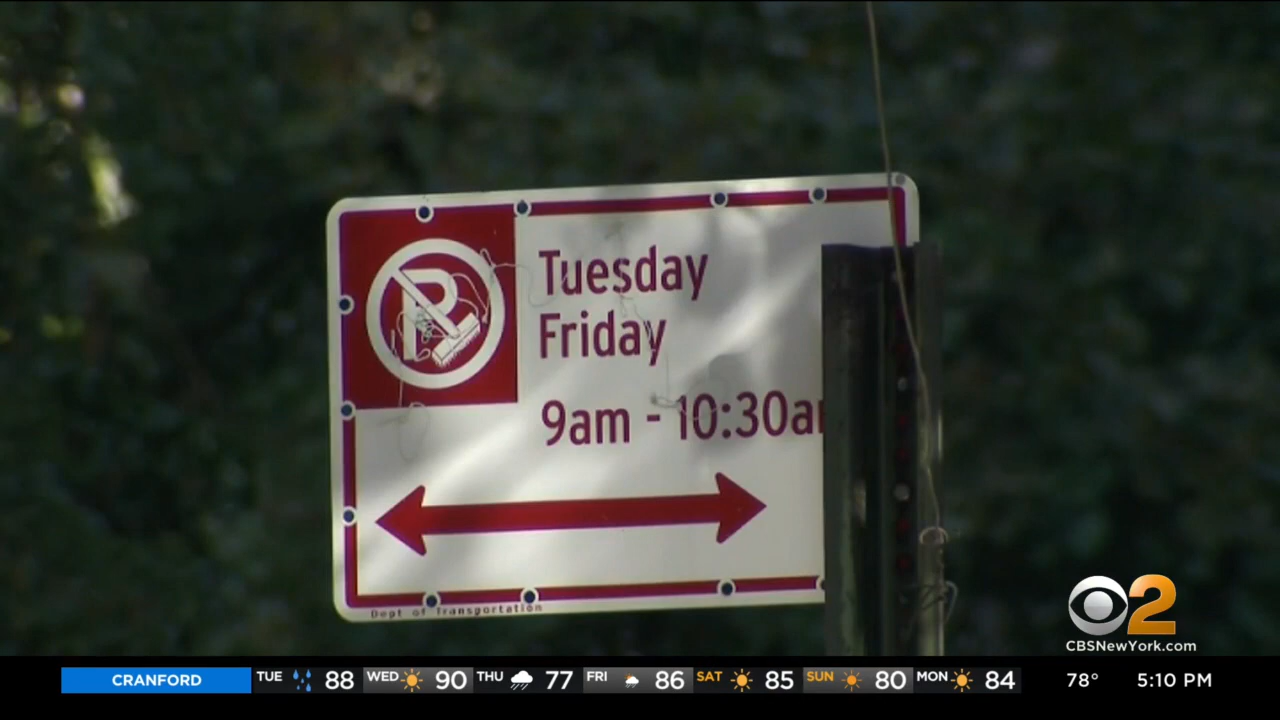 P
Tuesday
Friday
9am - 10:30a
Dept of Transportation
2
CBSNewYork.com
CRANFORD TUE 88 WED 90 THU 77 FRI 86 SAT 85 SUN 80 MON 84 78° 5:10 PM